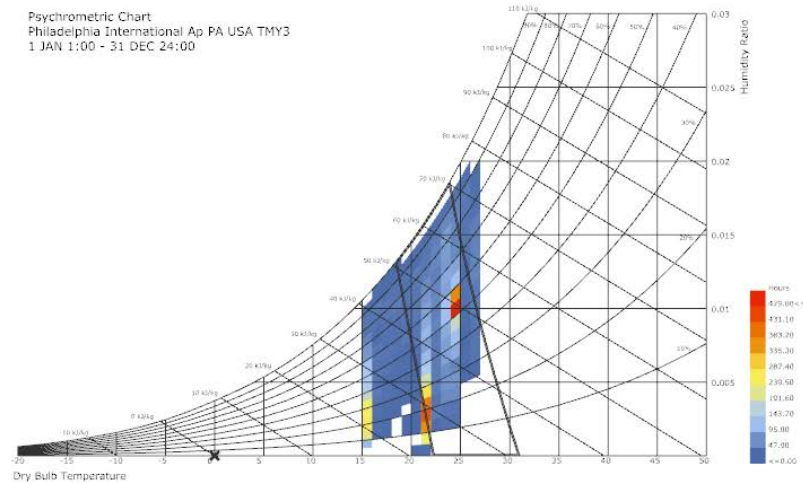 Psychrometric Chart
Philadelphia International Ap PA USA TMY3
1 JAN 1:00 - 31 DEC 24:00
110 kJ/kg
90% 80% 70% 60% 50% 40%
0.03
100 kJ/kg
Humidity Ratio
90 kJ/kg
0.025
30%
80 kJ/kg
0.02
70 kJ/kg
60 kJ/kg
0.015
20%
50 kJ/kg
40 kJ/kg
0.01
Hours
479.00<=
431.10
383.20
335.30
287.40
239.50
191.60
143.70
95.80
47.90
<=0.00
30 kJ/kg
10%
20 kJ/kg
0.005
10 kJ/kg
0 kJ/kg
-10 kJ/kg
-20 -15 -10 -5 0 5 10 15 20 25 30 35 40 45 50
Dry Bulb Temperature